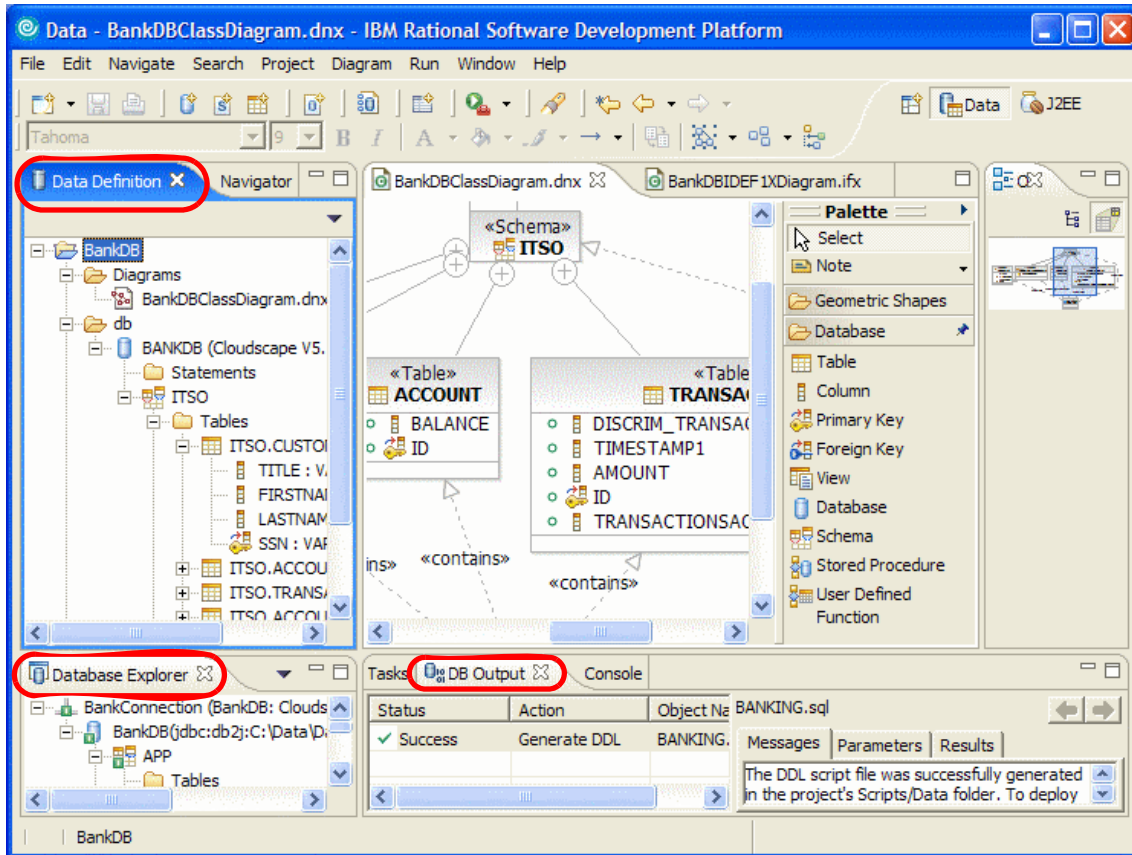 Data - BankDBClassDiagram.dnx - IBM Rational Software Development Platform
File Edit Navigate Search Project Diagram Run Window Help
Data J2EE
Tahoma 9 B I A
Data Definition Navigator
BankDB
Diagrams
BankDBClassDiagram.dnx
db
BANKDB (Cloudscape V5.
Statements
ITSO
Tables
ITSO.CUSTO
TITLE : V
FIRSTNA
LASTNAM
SSN : VAR
ITSO.ACCOU
ITSO.TRANS
ITSO.ACCOU
BankDBClassDiagram.dnx BankDBIDEF1XDiagram.ifx
«Schema»
ITSO
«Table»
ACCOUNT
BALANCE
ID
«Table
TRANSA
DISCRIM_TRANSA
TIMESTAMP1
AMOUNT
ID
TRANSACTIONSAC
ins» «contains»
«contains»
Palette
Select
Note
Geometric Shapes
Database
Table
Column
Primary Key
Foreign Key
View
Database
Schema
Stored Procedure
User Defined
Function
Database Explorer
BankConnection (BankDB: Clouds
BankDB(jdbc:db2j:C:\Data\D
APP
Tables
Tasks DB Output Console
Status Action Object Na
Success Generate DDL BANKING.
BANKING.sql
Messages Parameters Results
The DDL script file was successfully generated
in the project's Scripts/Data folder. To deploy
BankDB